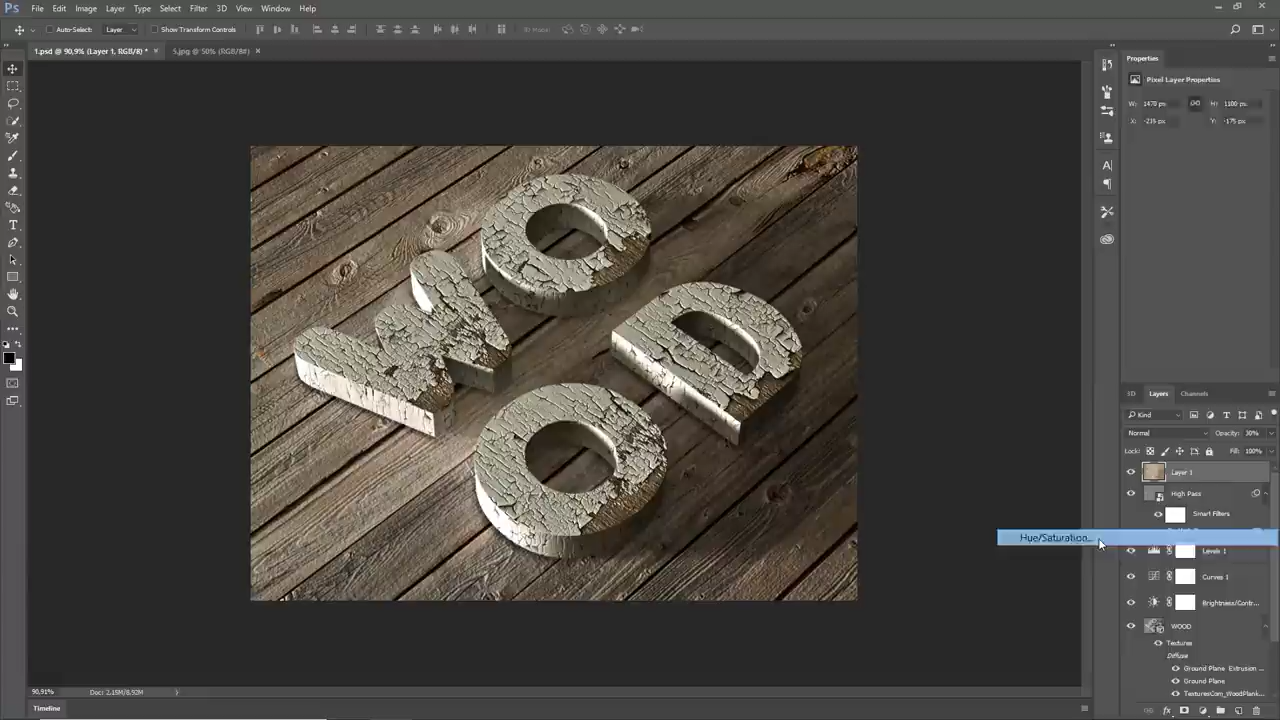 Ps File Edit Image Layer Type Select Filter 3D View Window Help
Auto-Select: Layer Show Transform Controls
1.psd @ 90,9% (Layer 1, RGB/8) * × 5.jpg @ 50% (RGB/8#) ×
Properties
Pixel Layer Properties
W: 1470 px H: 1100 px
X: -215 px Y: -175 px
WOOD
3D Layers Channels
Kind
Normal Opacity: 30%
Lock: Fill: 100%
Layer 1
High Pass
Smart Filters
Hue/Saturation...
Levels 1
Curves 1
Brightness/Contr...
WOOD
Textures
Diffuse
Ground Plane Extrusion ...
Ground Plane
TexturesCom_WoodPlank...
90,91% Doc: 2.15M/8.92M
Timeline